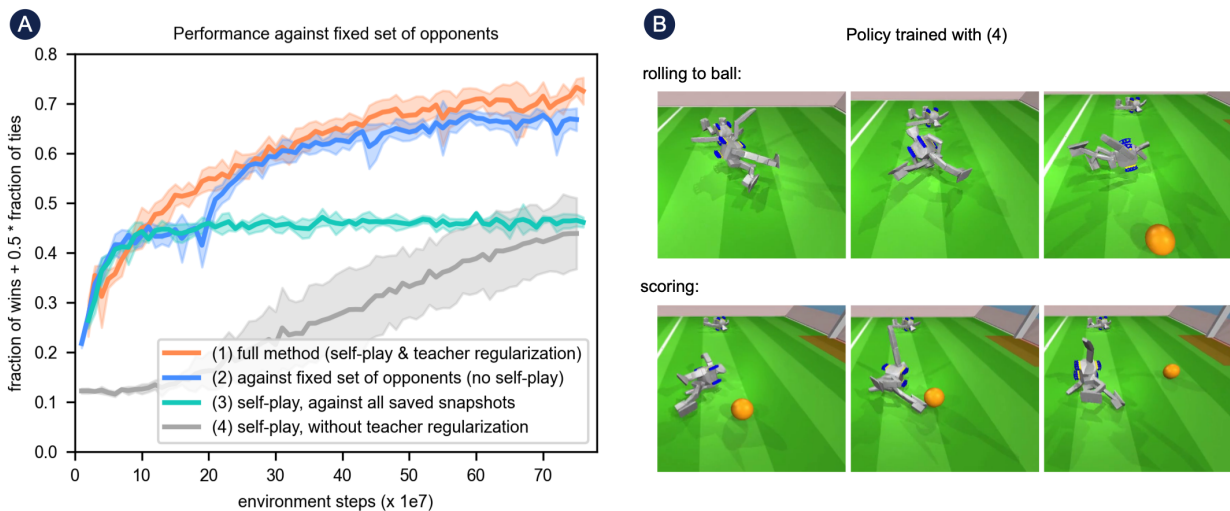 A
Performance against fixed set of opponents
fraction of wins + 0.5 * fraction of ties
0.8
0.7
0.6
0.5
0.4
0.3
0.2
0.1
0.0
(1) full method (self-play & teacher regularization)
(2) against fixed set of opponents (no self-play)
(3) self-play, against all saved snapshots
(4) self-play, without teacher regularization
0 10 20 30 40 50 60 70
environment steps (x 1e7)
B
Policy trained with (4)
rolling to ball:
scoring: